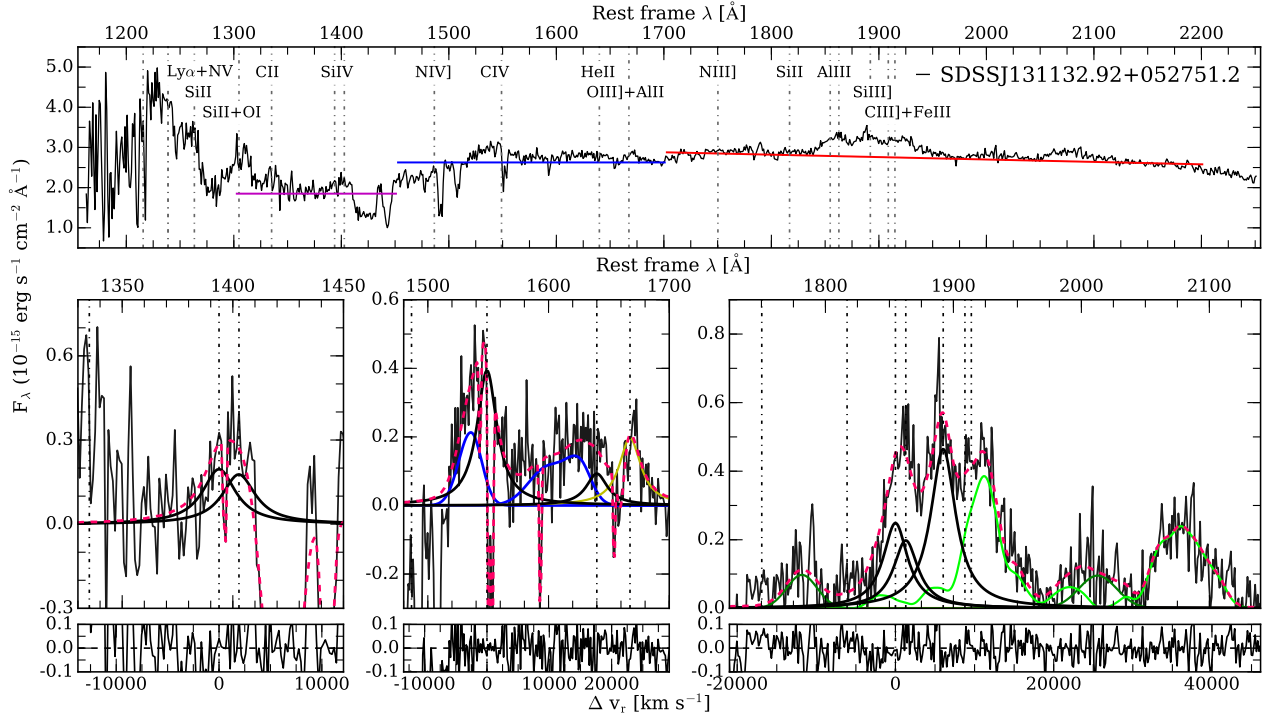 Rest frame λ [Å]
1200 1300 1400 1500 1600 1700 1800 1900 2000 2100 2200
5.0
4.0
3.0
2.0
1.0
Lyα+NV CII SiIV NIV] CIV HeII NIII] SiII AlIII
SiII OIII]+AlII SiIII]
SiII+OI CIII]+FeIII
— SDSSJ131132.92+052751.2
F_λ (10^−15 erg s^−1 cm^−2 Å^−1)
Rest frame λ [Å]
1350 1400 1450
0.6
0.3
0.0
-0.3
0.1
0.0
-0.1
-10000 0 10000
1500 1600 1700
0.6
0.4
0.2
0.0
-0.2
0.1
0.0
-0.1
-10000 0 10000 20000
1800 1900 2000 2100
0.8
0.6
0.4
0.2
0.0
0.1
0.0
-0.1
-20000 0 20000 40000
Δ v_r [km s^−1]